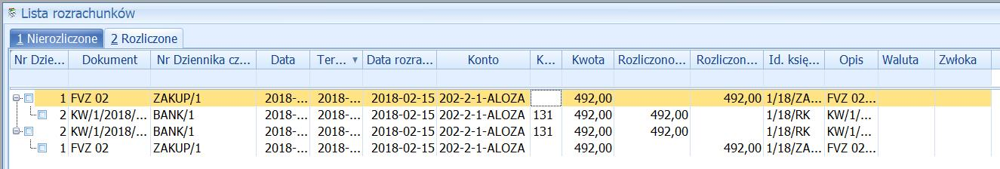 Lista rozrachunków
1 Nierozliczone 2 Rozliczone
Nr Dzie... Dokument Nr Dziennika cz... Data Ter... Data rozra... Konto K... Kwota Rozliczono... Rozliczon... Id. księ... Opis Waluta Zwłoka
1 FVZ 02 ZAKUP/1 2018-... 2018-... 2018-02-15 202-2-1-ALOZA 492,00 492,00 1/18/ZA... FVZ 02...
2 KW/1/2018/... BANK/1 2018-... 2018-... 2018-02-15 202-2-1-ALOZA 131 492,00 492,00 1/18/RK KW/1/...
2 KW/1/2018/... BANK/1 2018-... 2018-... 2018-02-15 202-2-1-ALOZA 131 492,00 492,00 1/18/RK KW/1/...
1 FVZ 02 ZAKUP/1 2018-... 2018-... 2018-02-15 202-2-1-ALOZA 492,00 492,00 1/18/ZA... FVZ 02...